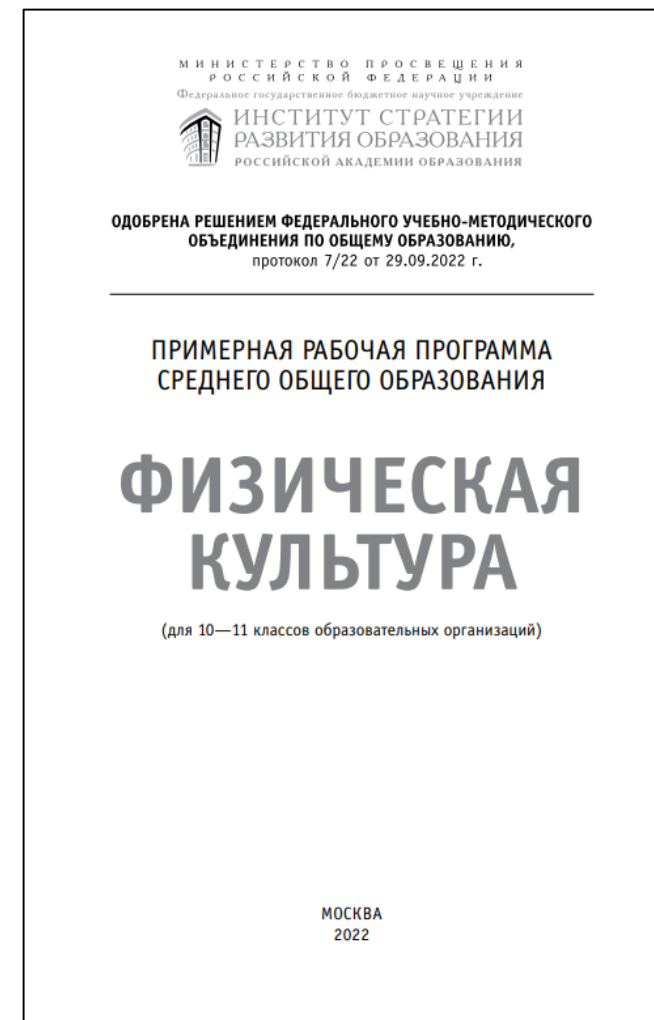 МИНИСТЕРСТВО ПРОСВЕЩЕНИЯ
РОССИЙСКОЙ ФЕДЕРАЦИИ
Федеральное государственное бюджетное научное учреждение
ИНСТИТУТ СТРАТЕГИИ
РАЗВИТИЯ ОБРАЗОВАНИЯ
РОССИЙСКОЙ АКАДЕМИИ ОБРАЗОВАНИЯ
ОДОБРЕНА РЕШЕНИЕМ ФЕДЕРАЛЬНОГО УЧЕБНО-МЕТОДИЧЕСКОГО
ОБЪЕДИНЕНИЯ ПО ОБЩЕМУ ОБРАЗОВАНИЮ,
протокол 7/22 от 29.09.2022 г.
ПРИМЕРНАЯ РАБОЧАЯ ПРОГРАММА
СРЕДНЕГО ОБЩЕГО ОБРАЗОВАНИЯ
ФИЗИЧЕСКАЯ
КУЛЬТУРА
(для 10—11 классов образовательных организаций)
МОСКВА
2022